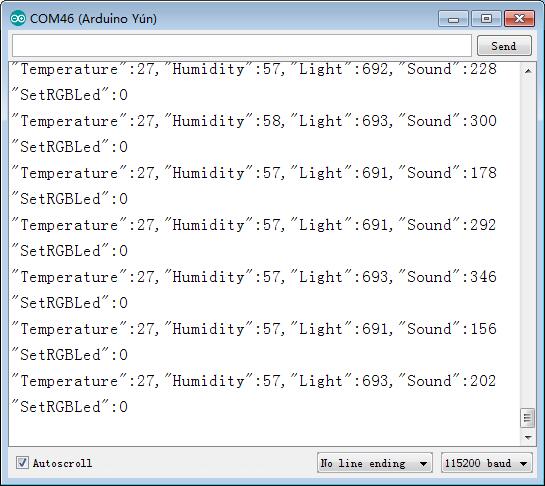 COM46 (Arduino Yún)
Send
"Temperature":27,"Humidity":57,"Light":692,"Sound":228
"SetRGBLed":0
"Temperature":27,"Humidity":58,"Light":693,"Sound":300
"SetRGBLed":0
"Temperature":27,"Humidity":57,"Light":691,"Sound":178
"SetRGBLed":0
"Temperature":27,"Humidity":57,"Light":691,"Sound":292
"SetRGBLed":0
"Temperature":27,"Humidity":57,"Light":693,"Sound":346
"SetRGBLed":0
"Temperature":27,"Humidity":57,"Light":691,"Sound":156
"SetRGBLed":0
"Temperature":27,"Humidity":57,"Light":693,"Sound":202
"SetRGBLed":0
Autoscroll
No line ending
115200 baud